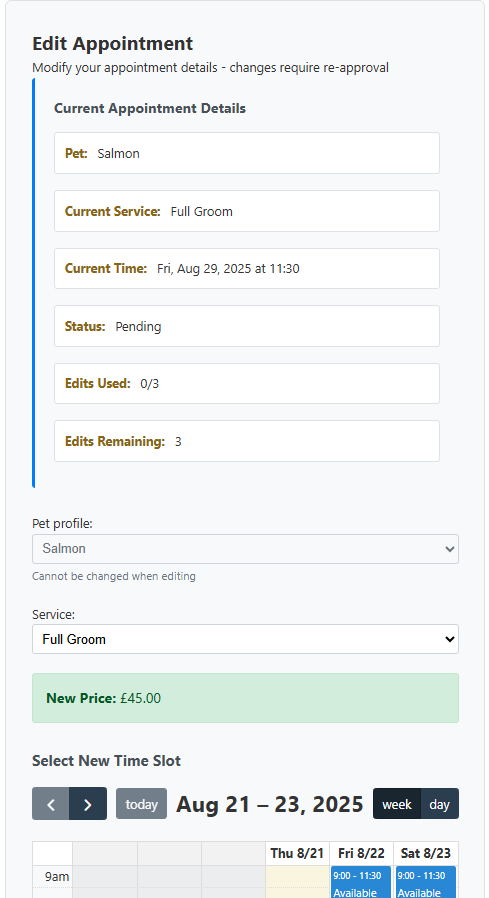 Edit Appointment
Modify your appointment details - changes require re-approval
Current Appointment Details
Pet: Salmon
Current Service: Full Groom
Current Time: Fri, Aug 29, 2025 at 11:30
Status: Pending
Edits Used: 0/3
Edits Remaining: 3
Pet profile:
Salmon
Cannot be changed when editing
Service:
Full Groom
New Price: £45.00
Select New Time Slot
today Aug 21 – 23, 2025 week day
Thu 8/21 Fri 8/22 Sat 8/23
9am 9:00 - 11:30 9:00 - 11:30
Available Available